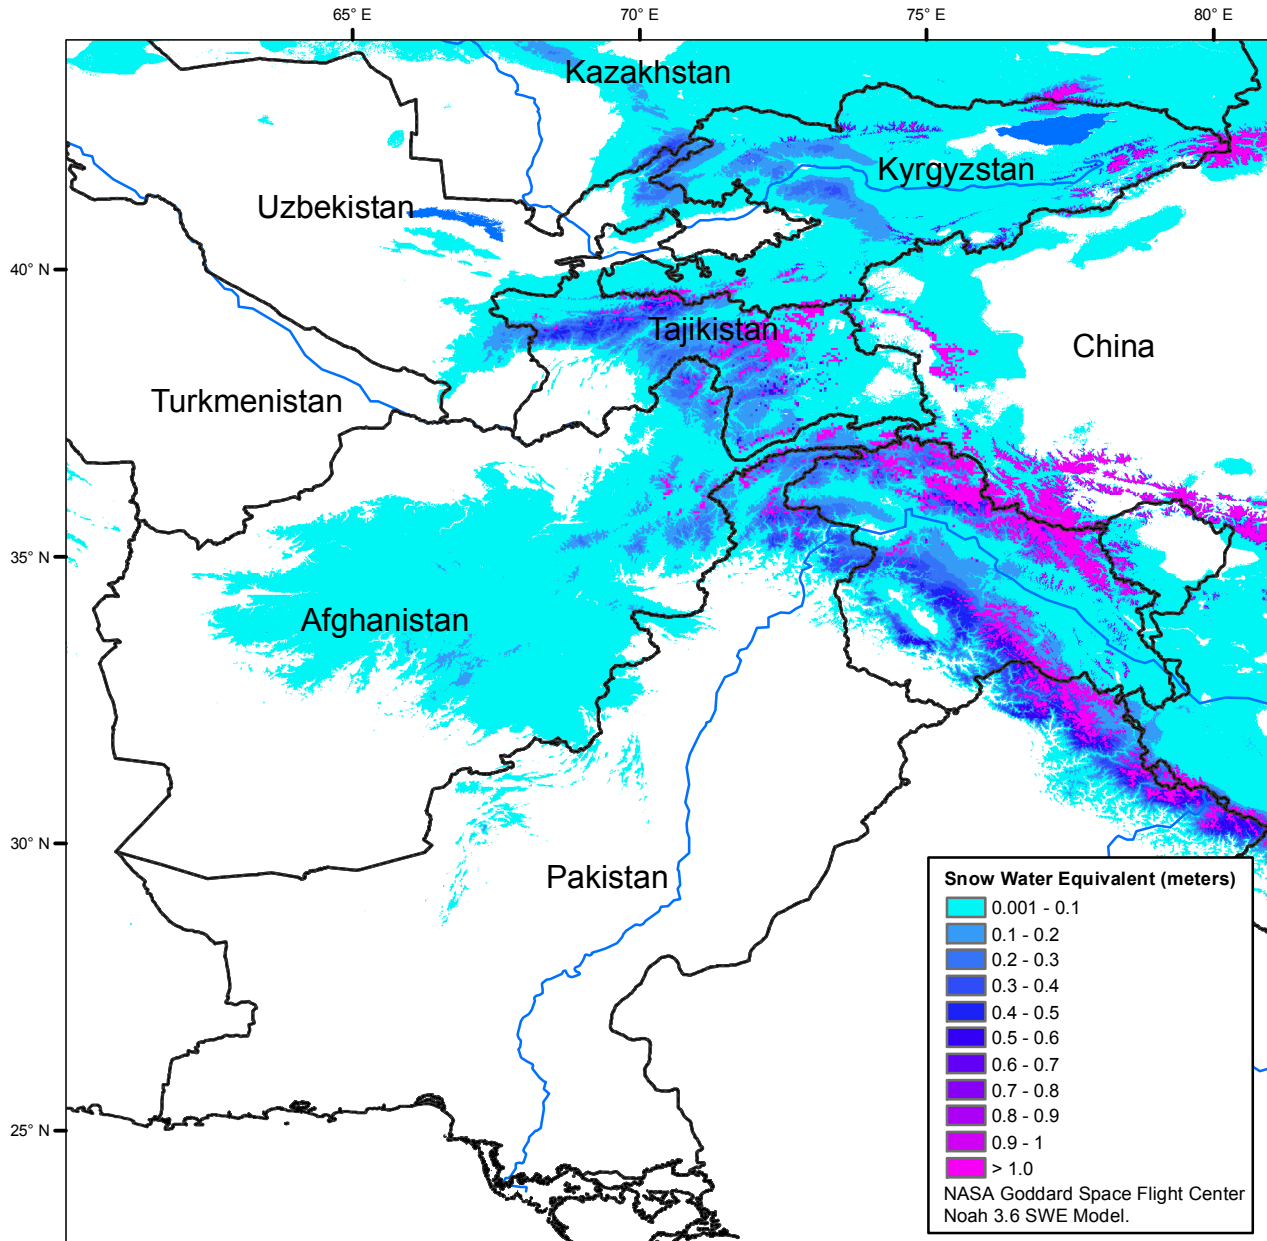 65° E
70° E
75° E
80° E
Kazakhstan
Kyrgyzstan
Uzbekistan
40° N
Tajikistan
China
Turkmenistan
35° N
Afghanistan
30° N
Pakistan
25° N
Snow Water Equivalent (meters)
0.001 - 0.1
0.1 - 0.2
0.2 - 0.3
0.3 - 0.4
0.4 - 0.5
0.5 - 0.6
0.6 - 0.7
0.7 - 0.8
0.8 - 0.9
0.9 - 1
> 1.0
NASA Goddard Space Flight Center
Noah 3.6 SWE Model.